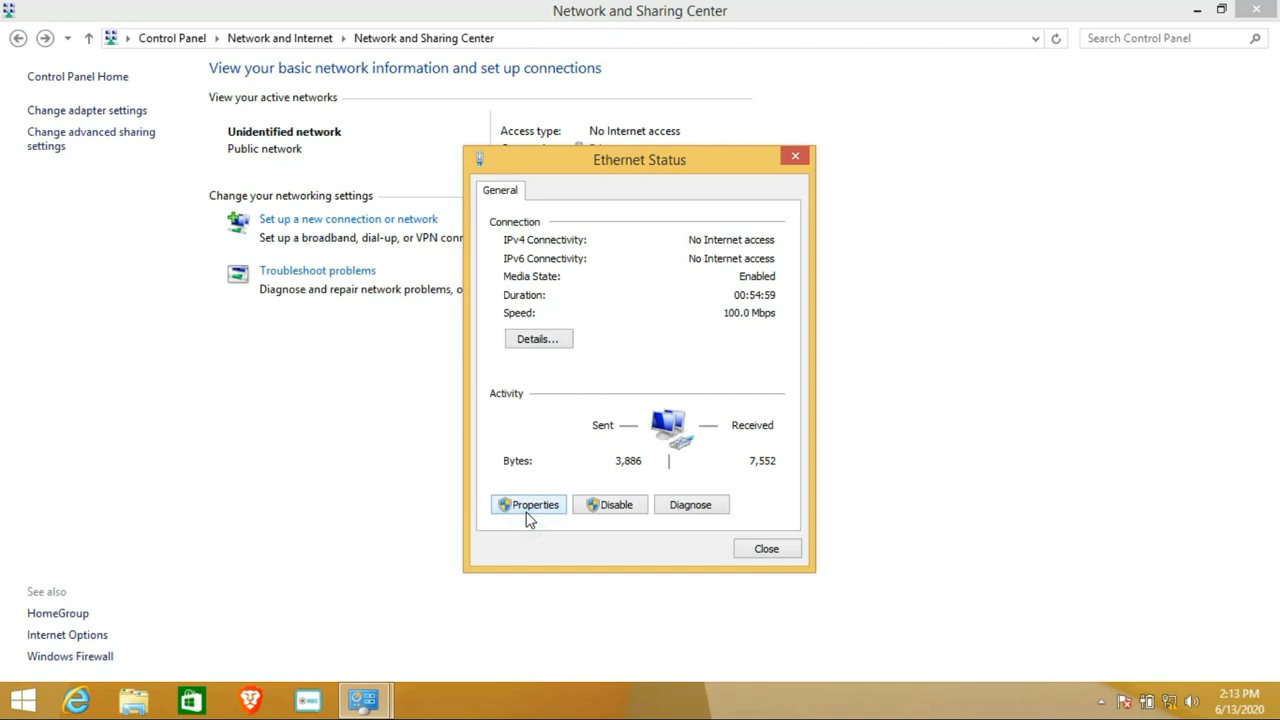 Network and Sharing Center
Control Panel Network and Internet Network and Sharing Center
Search Control Panel
Control Panel Home
Change adapter settings
Change advanced sharing
settings
View your basic network information and set up connections
View your active networks
Unidentified network
Public network
Access type: No Internet access
Change your networking settings
Set up a new connection or network
Set up a broadband, dial-up, or VPN conn
Troubleshoot problems
Diagnose and repair network problems, o
Ethernet Status
General
Connection
IPv4 Connectivity: No Internet access
IPv6 Connectivity: No Internet access
Media State: Enabled
Duration: 00:54:59
Speed: 100.0 Mbps
Details...
Activity
Sent Received
Bytes: 3,886 7,552
Properties Disable Diagnose
Close
See also
HomeGroup
Internet Options
Windows Firewall
2:13 PM
6/13/2020